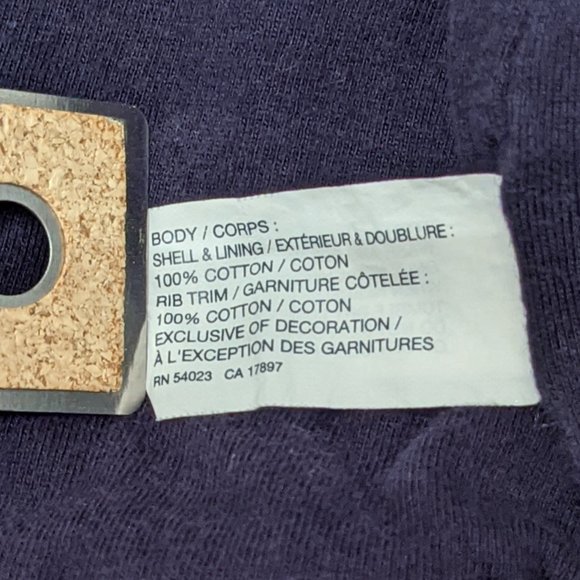 BODY / CORPS :
SHELL & LINING / EXTÉRIEUR & DOUBLURE :
100% COTTON / COTON
RIB TRIM / GARNITURE CÔTELÉE :
100% COTTON / COTON
EXCLUSIVE OF DECORATION /
À L'EXCEPTION DES GARNITURES
RN 54023 CA 17897